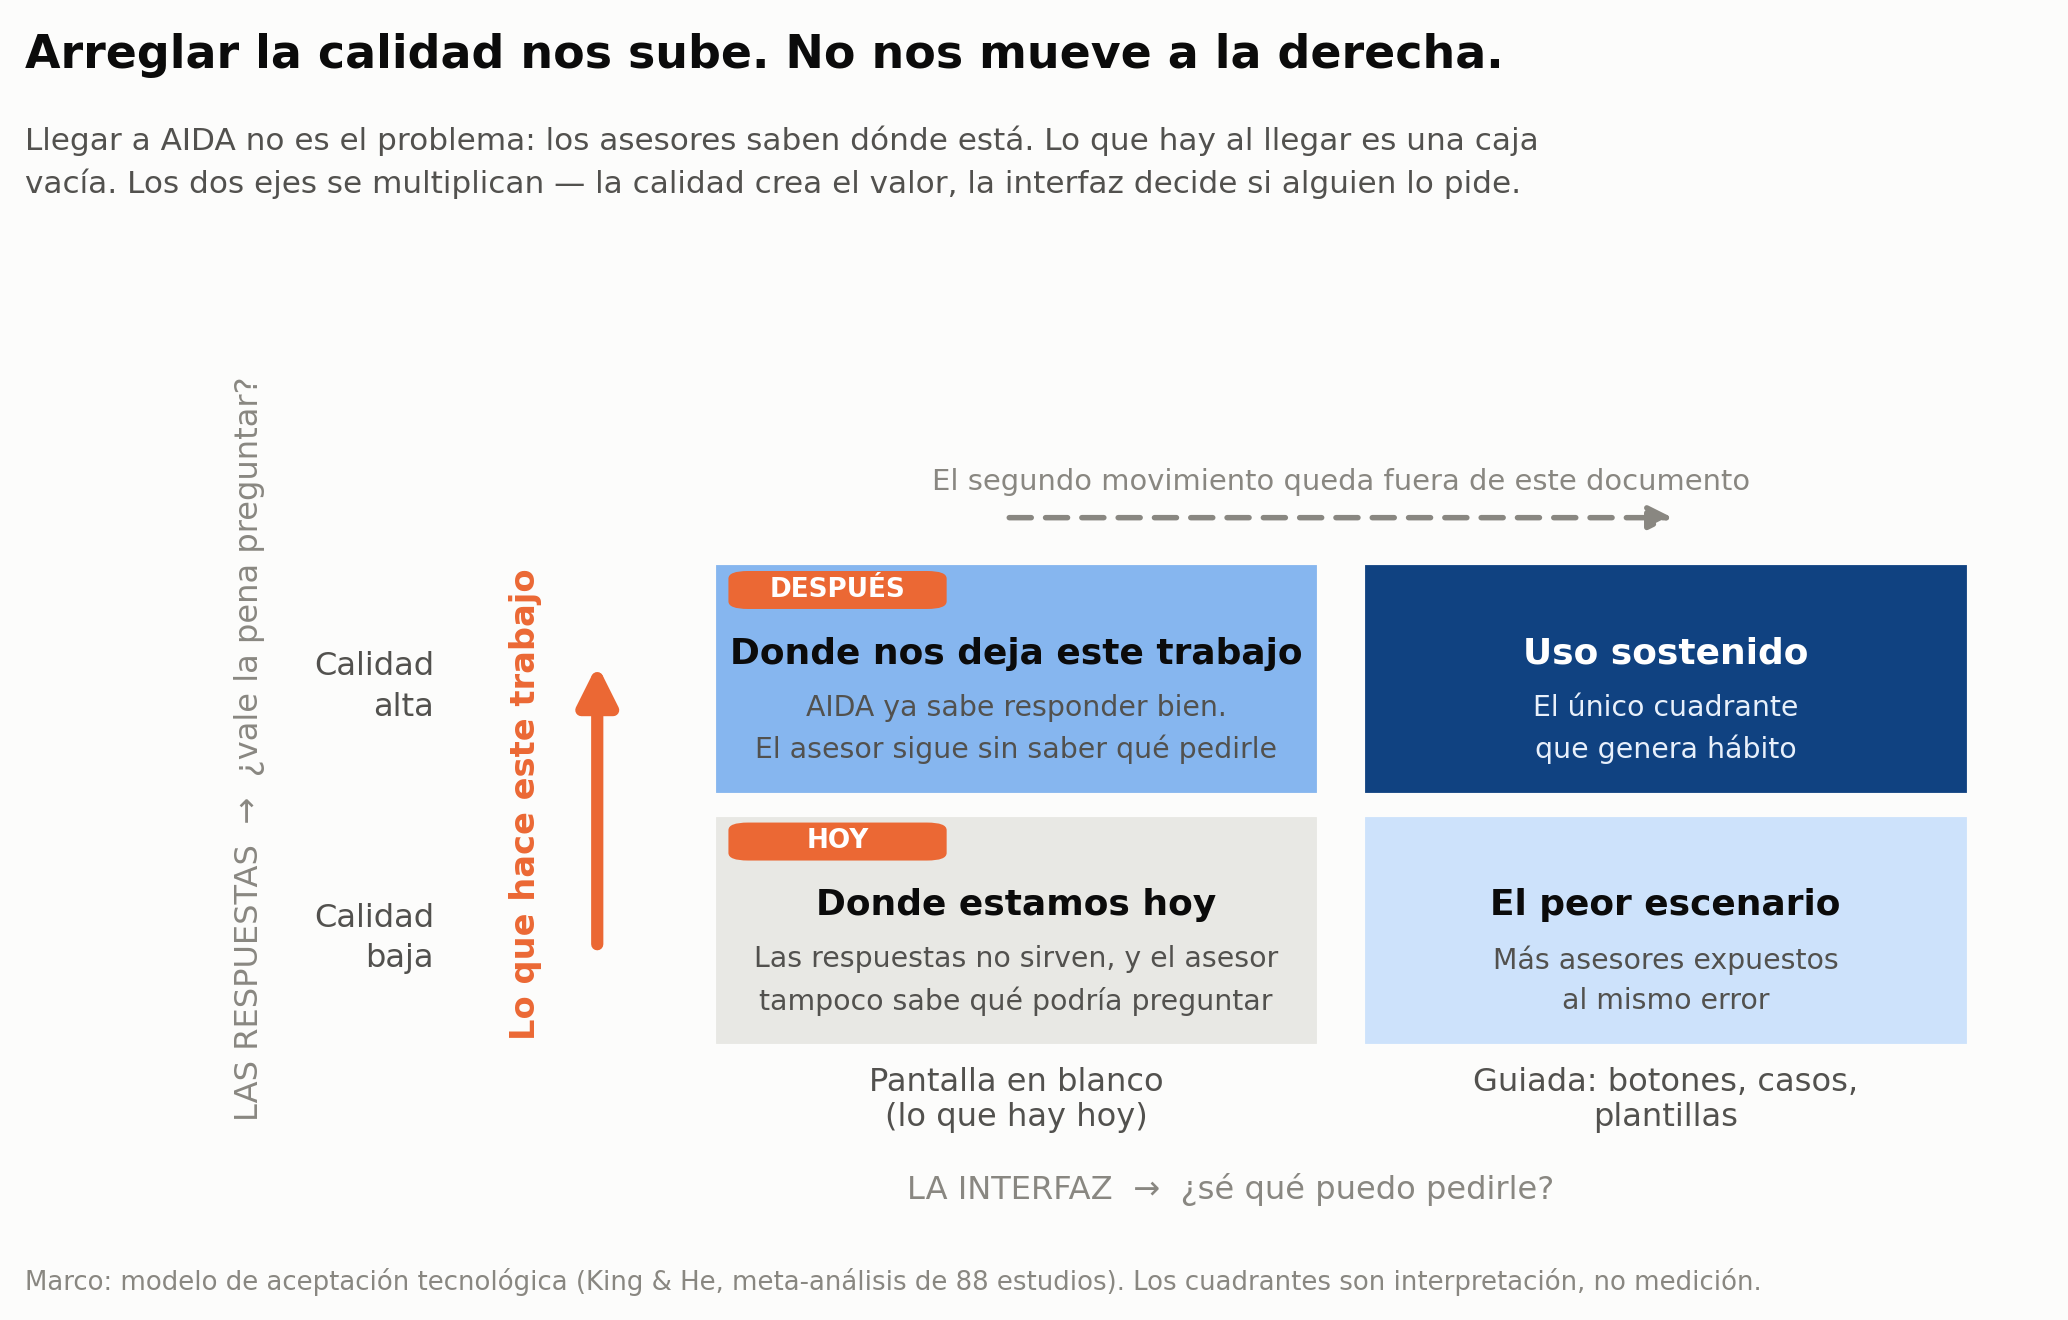 Arreglar la calidad nos sube. No nos mueve a la derecha.
Llegar a AIDA no es el problema: los asesores saben dónde está. Lo que hay al llegar es una caja
vacía. Los dos ejes se multiplican — la calidad crea el valor, la interfaz decide si alguien lo pide.
El segundo movimiento queda fuera de este documento
LAS RESPUESTAS → ¿vale la pena preguntar?
Calidad
alta
Calidad
baja
Lo que hace este trabajo
DESPUÉS
Donde nos deja este trabajo
AIDA ya sabe responder bien.
El asesor sigue sin saber qué pedirle
Uso sostenido
El único cuadrante
que genera hábito
HOY
Donde estamos hoy
Las respuestas no sirven, y el asesor
tampoco sabe qué podría preguntar
El peor escenario
Más asesores expuestos
al mismo error
Pantalla en blanco
(lo que hay hoy)
Guiada: botones, casos,
plantillas
LA INTERFAZ → ¿sé qué puedo pedirle?
Marco: modelo de aceptación tecnológica (King & He, meta-análisis de 88 estudios). Los cuadrantes son interpretación, no medición.